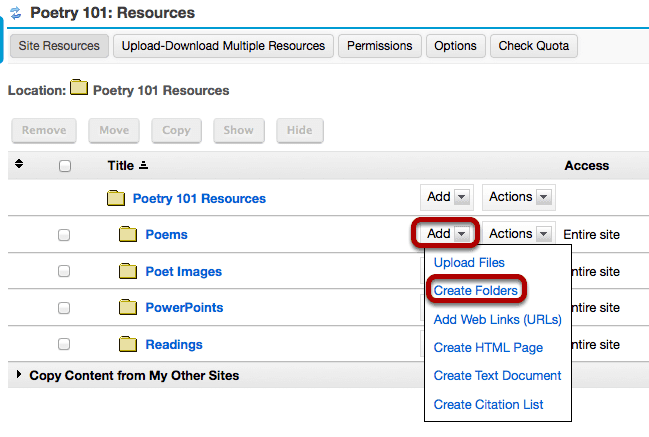 Poetry 101: Resources
Site Resources Upload-Download Multiple Resources Permissions Options Check Quota
Location: Poetry 101 Resources
Remove Move Copy Show Hide
Title Access
Poetry 101 Resources Add Actions
Poems Add Actions Entire site
Upload Files
Poet Images Entire site
Create Folders
PowerPoints Entire site
Add Web Links (URLs)
Readings Entire site
Create HTML Page
Copy Content from My Other Sites
Create Text Document
Create Citation List